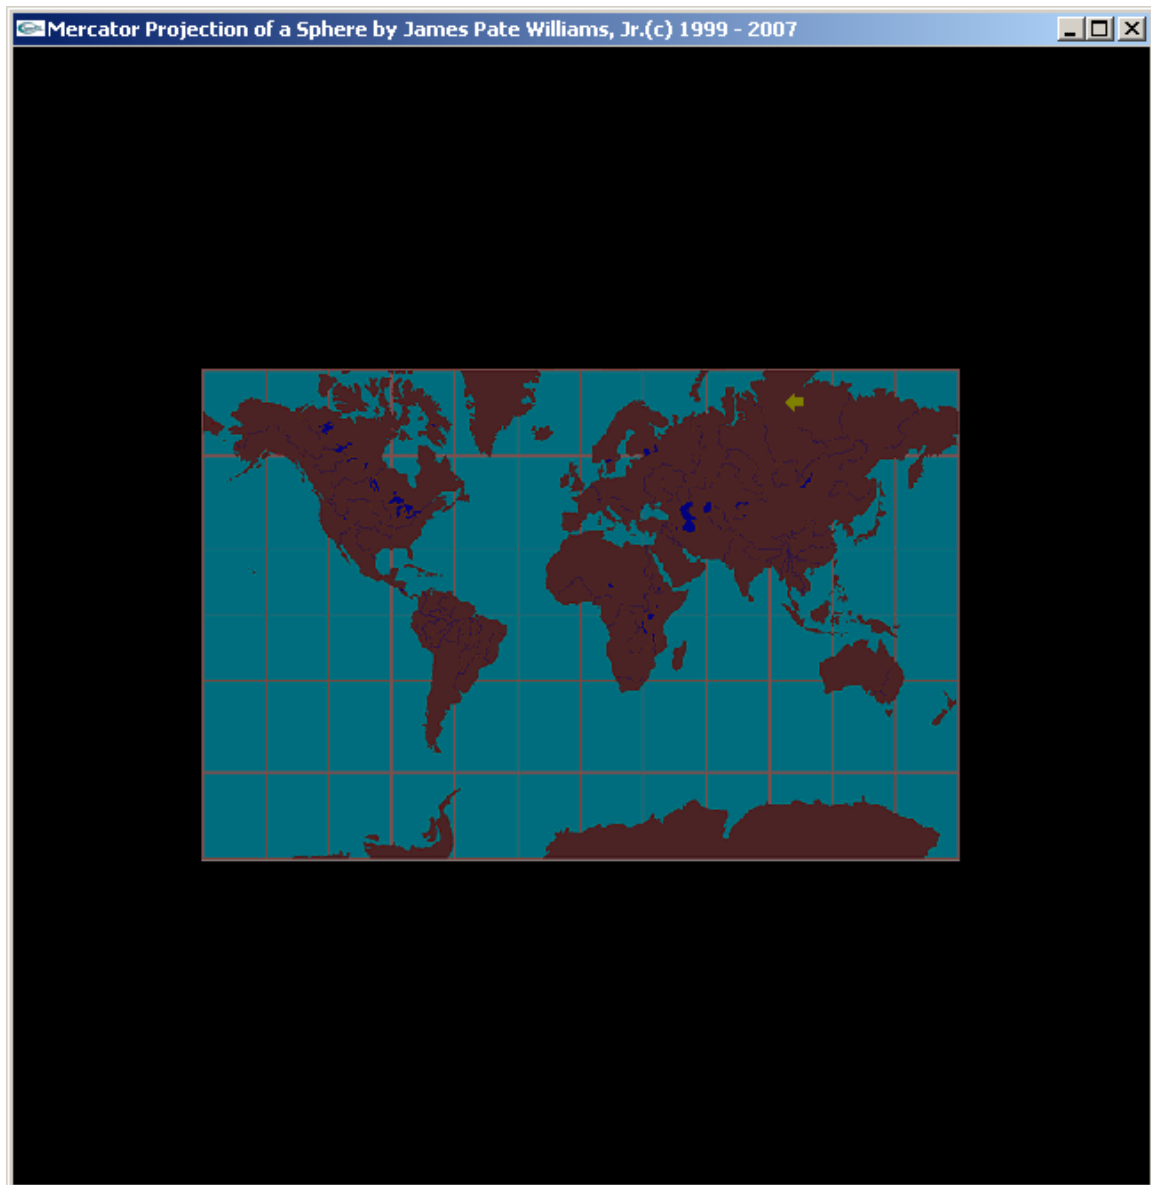 Mercator Projection of a Sphere by James Pate Williams, Jr.(c) 1999 - 2007